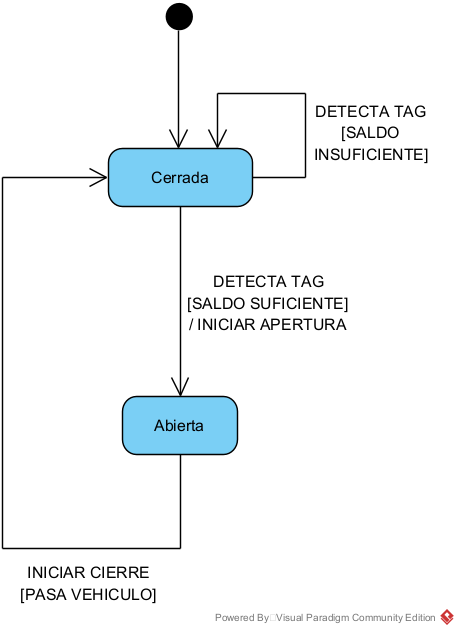 DETECTA TAG
[SALDO
INSUFICIENTE]
Cerrada
DETECTA TAG
[SALDO SUFICIENTE]
/ INICIAR APERTURA
Abierta
INICIAR CIERRE
[PASA VEHICULO]
Powered By Visual Paradigm Community Edition